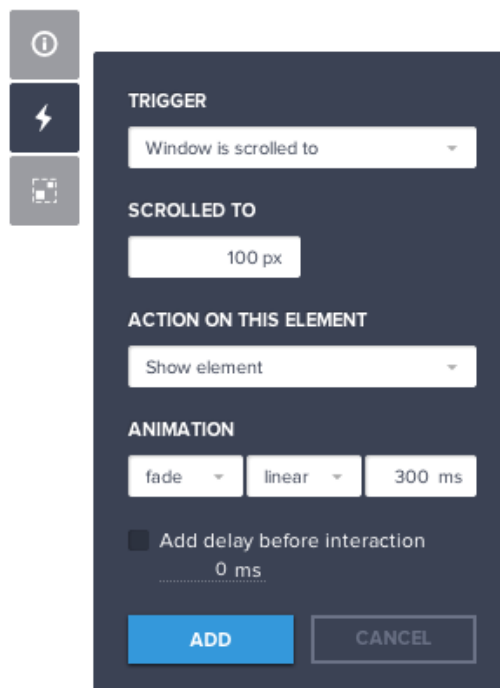 TRIGGER
Window is scrolled to
SCROLLED TO
100 px
ACTION ON THIS ELEMENT
Show element
ANIMATION
fade linear 300 ms
Add delay before interaction
0 ms
ADD CANCEL